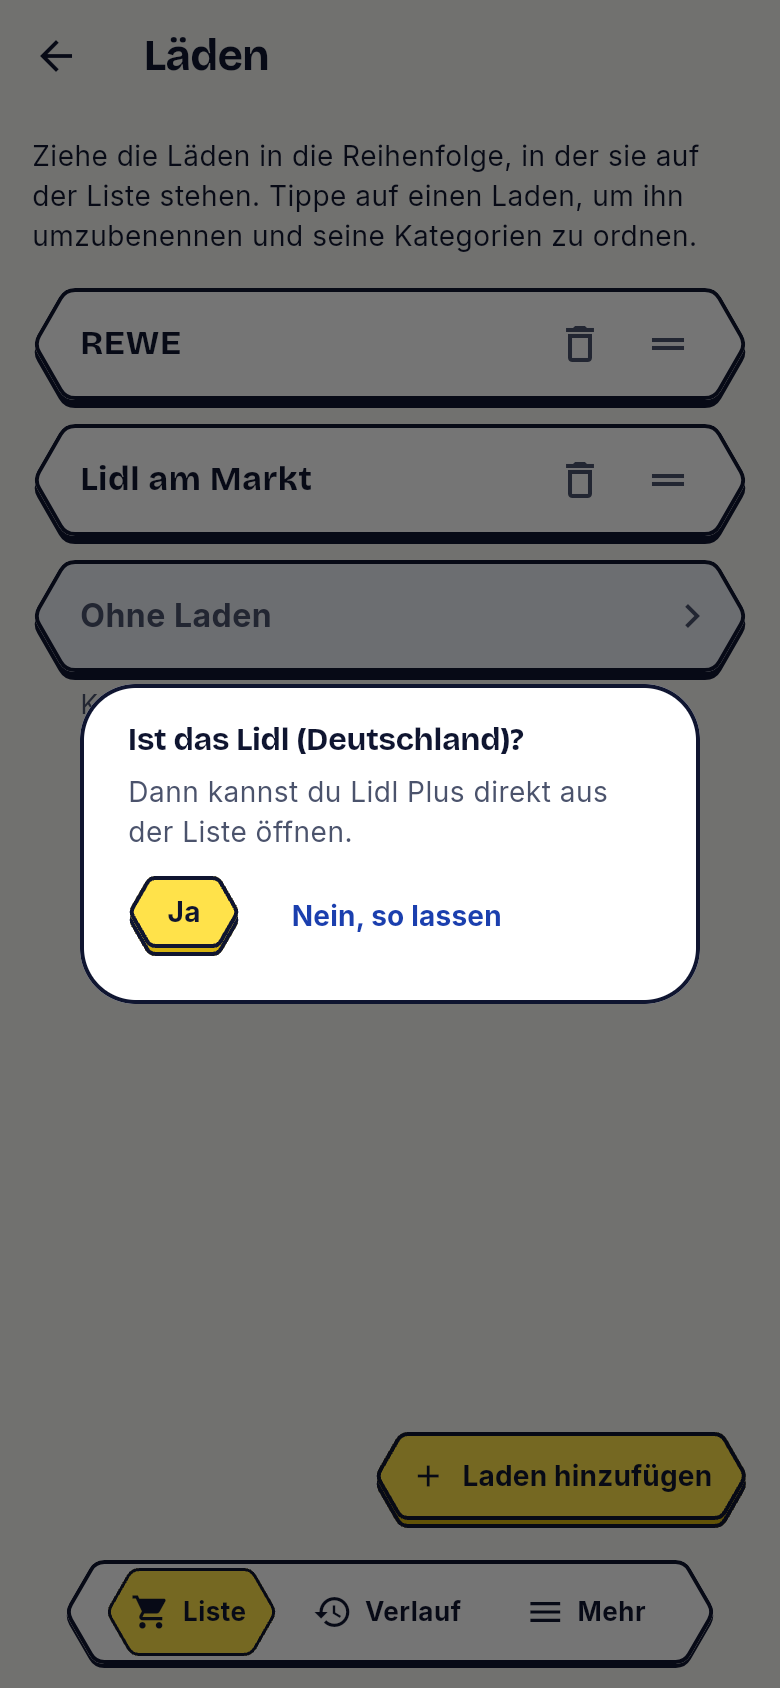 Läden
Ziehe die Läden in die Reihenfolge, in der sie auf
der Liste stehen. Tippe auf einen Laden, um ihn
umzubenennen und seine Kategorien zu ordnen.
REWE
Lidl am Markt
Ohne Laden
Ist das Lidl (Deutschland)?
Dann kannst du Lidl Plus direkt aus
der Liste öffnen.
Ja
Nein, so lassen
Laden hinzufügen
Liste
Verlauf
Mehr